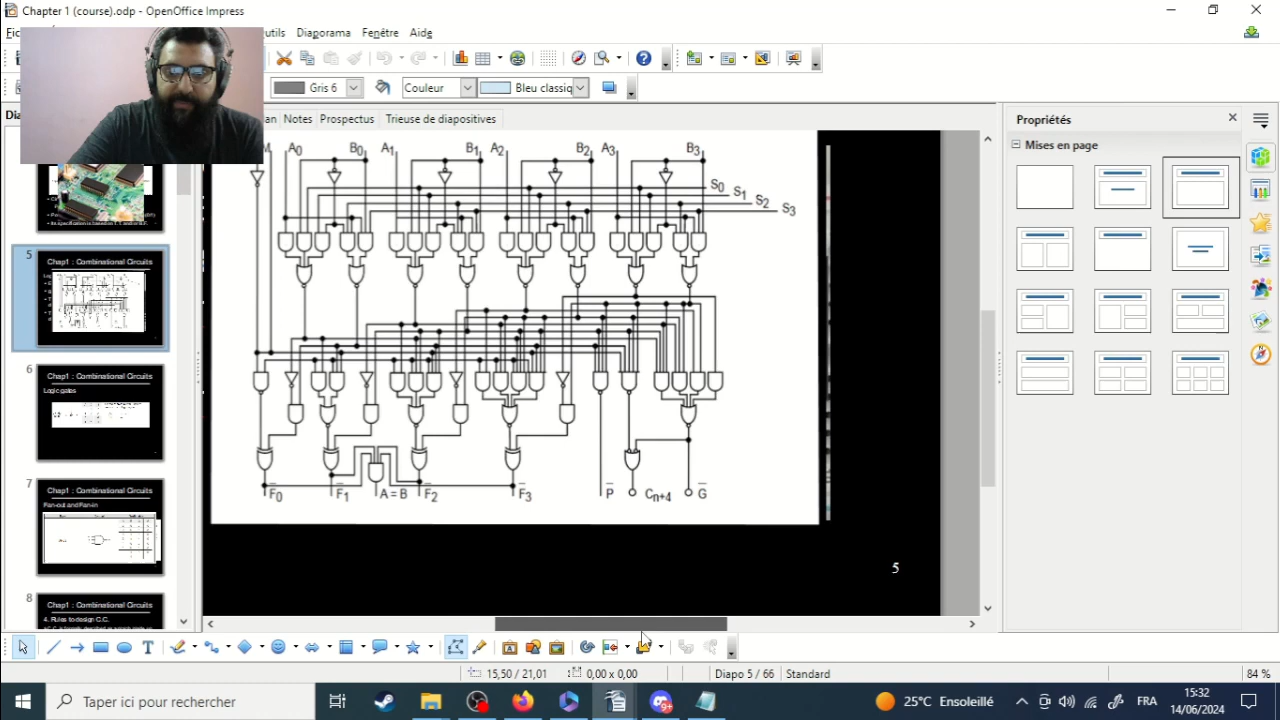 Chapter 1 (course).odp - OpenOffice Impress
Diaporama Fenêtre Aide
Gris 6 Couleur Bleu classiq
Notes Prospectus Trieuse de diapositives
Propriétés
Mises en page
A0 B0 A1 B1 A2 B2 A3 B3
S0
S1
S2
S3
F0 F1 A = B F2 F3 P Cn+4 G
5
5
Chap1 : Combinational Circuits
6
Chap1 : Combinational Circuits
Logic gates
7
Chap1 : Combinational Circuits
Fan-out and Fan-in
8
Chap1 : Combinational Circuits
4. Rules to design C.C.
15,50 / 21,01 0,00 x 0,00 Diapo 5 / 66 Standard 84 %
Taper ici pour rechercher
9+
25°C Ensoleillé
FRA
15:32
14/06/2024